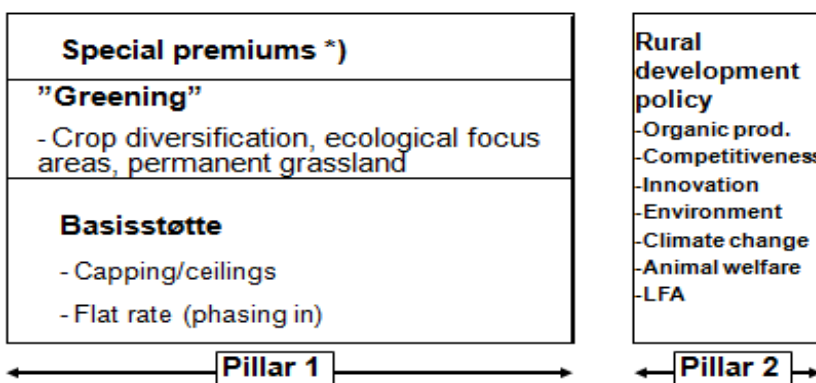 Special premiums *)
”Greening”
- Crop diversification, ecological focus
areas, permanent grassland
Basisstøtte
- Capping/ceilings
- Flat rate (phasing in)
Pillar 1
Rural
development
policy
-Organic prod.
-Competitiveness
-Innovation
-Environment
-Climate change
-Animal welfare
-LFA
Pillar 2